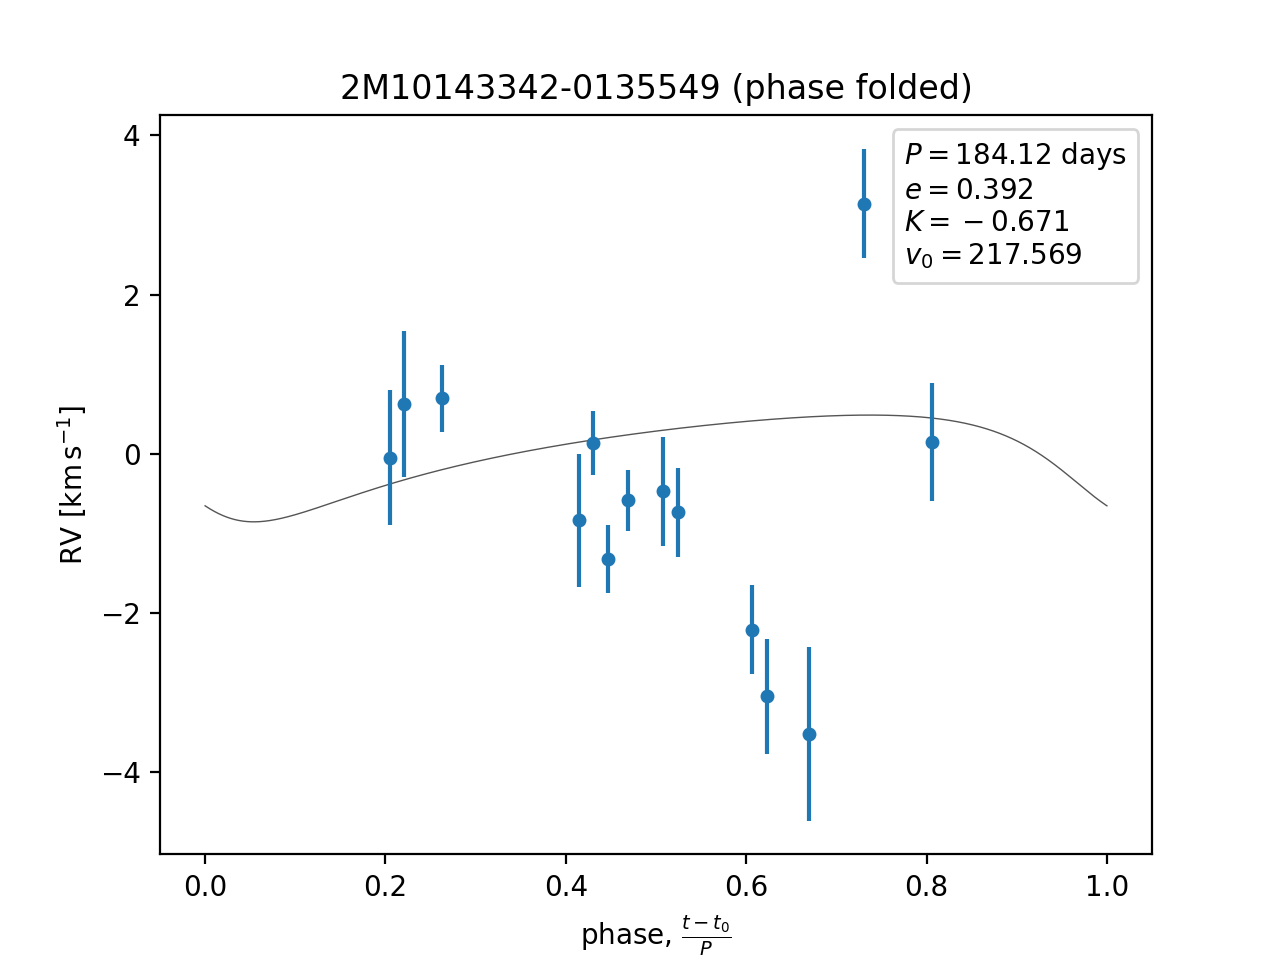 2M10143342-0135549 (phase folded)
P = 184.12 days
e = 0.392
K = −0.671
v₀ = 217.569
RV [km s⁻¹]
4
2
0
−2
−4
0.0 0.2 0.4 0.6 0.8 1.0
phase, (t − t₀)/P